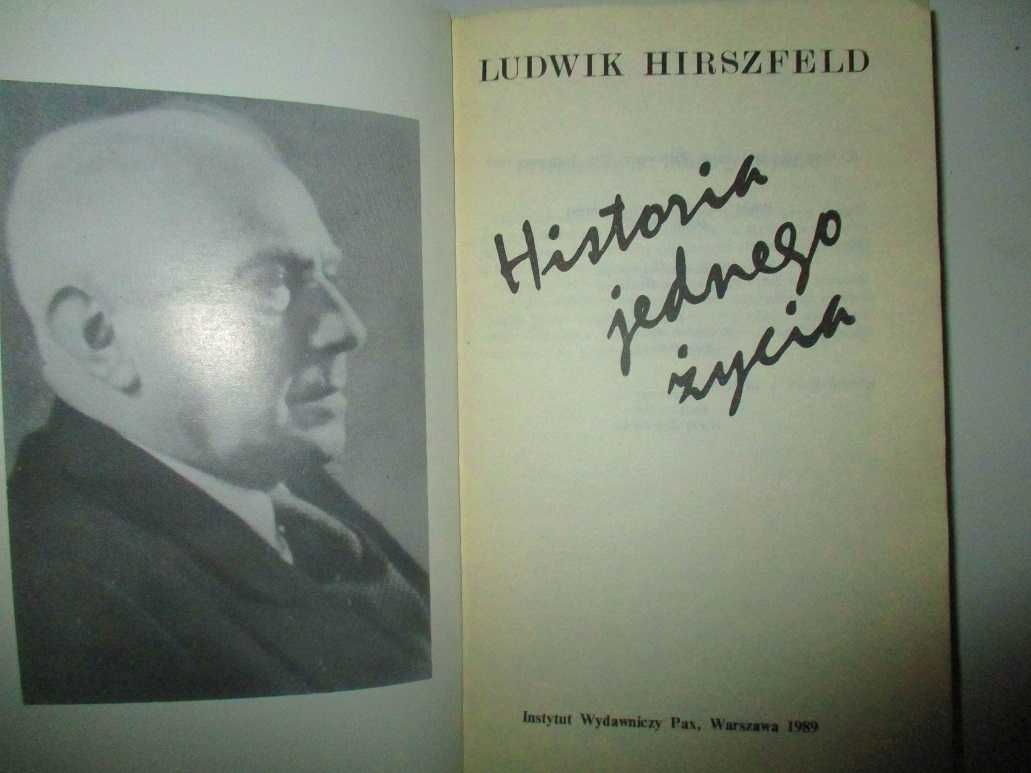 LUDWIK HIRSZFELD
Historia
jednego
życia
Instytut Wydawniczy Pax, Warszawa 1989